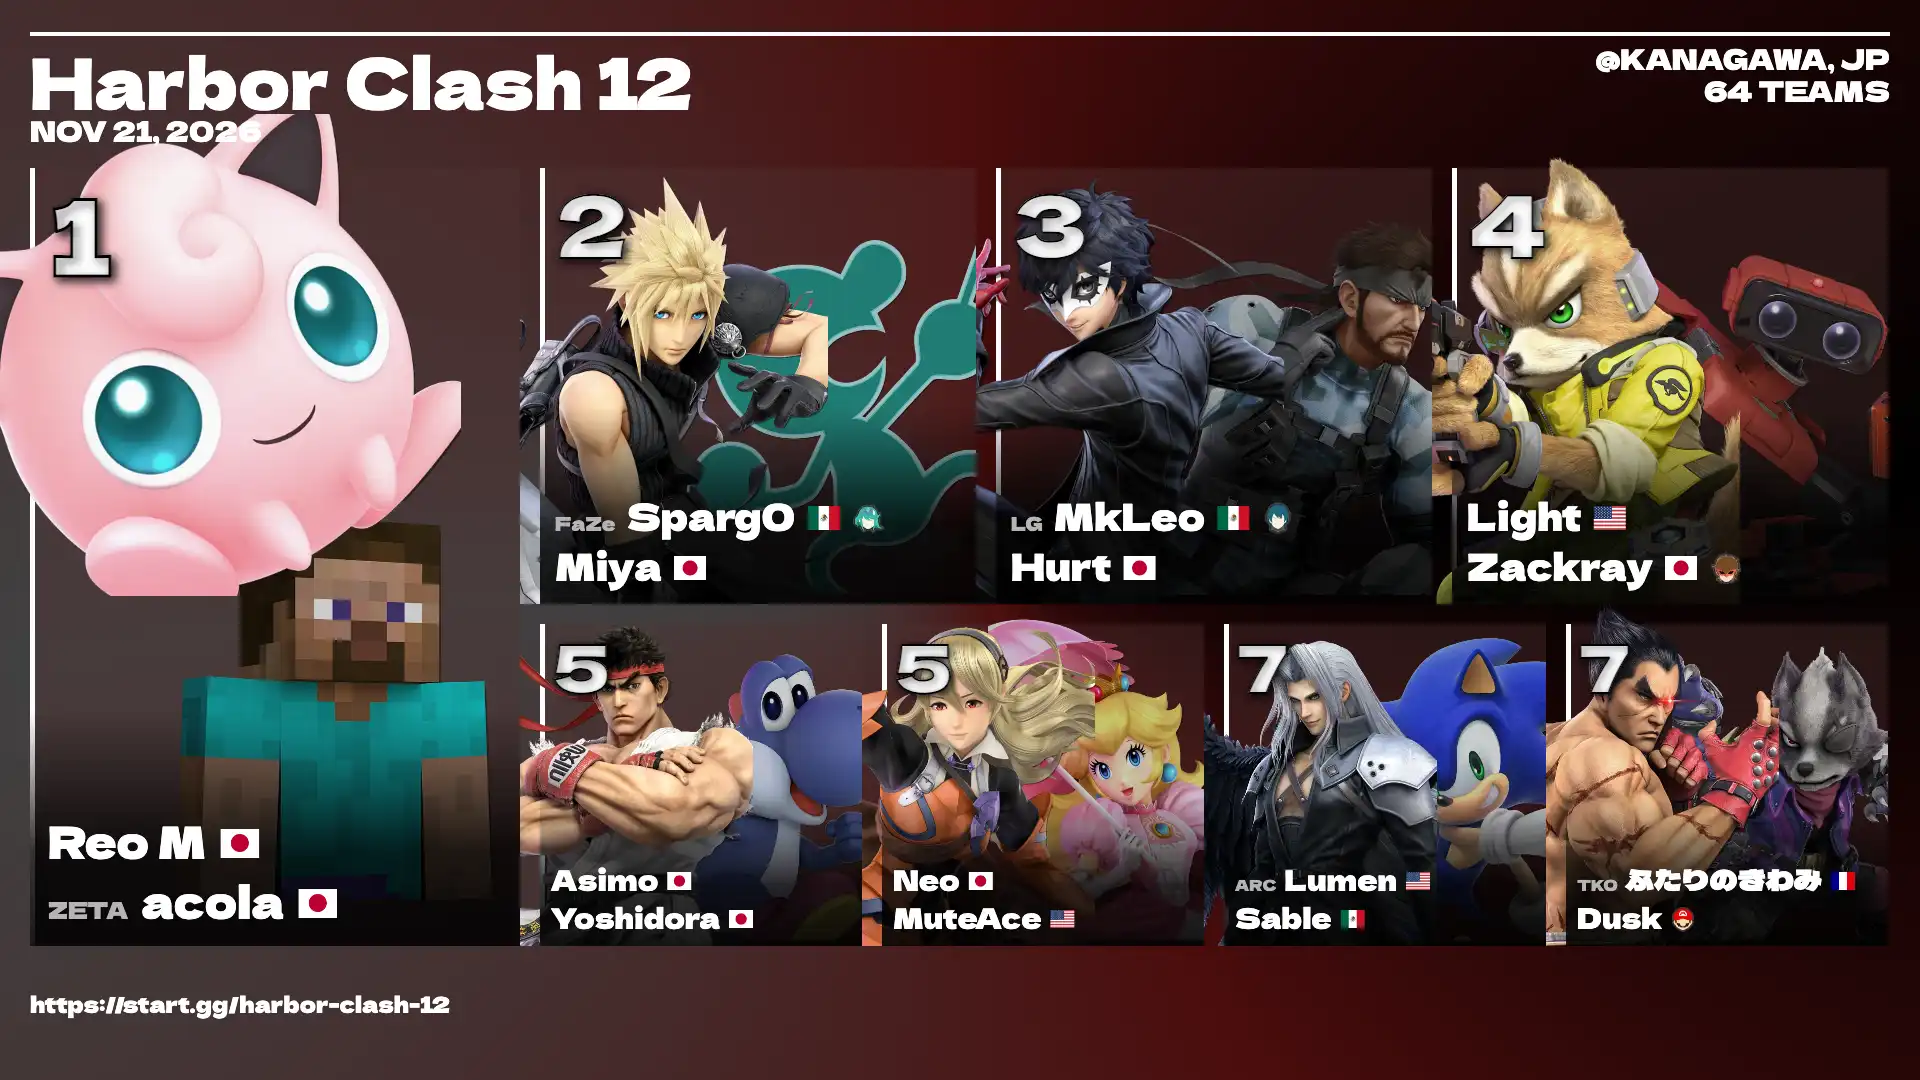 Harbor Clash 12
NOV 21, 2026
@KANAGAWA, JP
64 TEAMS
1
Reo M
ZETA acola
2
FaZe Sparg0
Miya
3
LG MkLeo
Hurt
4
Light
Zackray
5
Asimo
Yoshidora
5
Neo
MuteAce
7
ARC Lumen
Sable
7
TKO ふたりのきわみ
Dusk
https://start.gg/harbor-clash-12